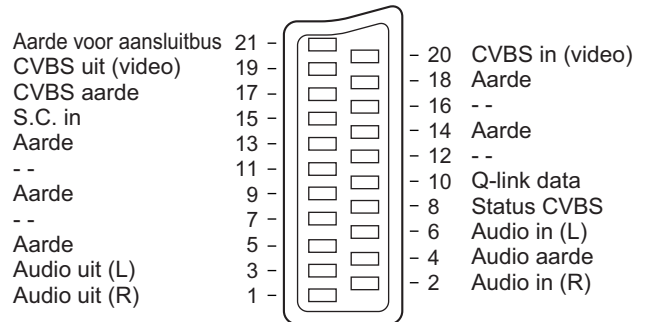 Aarde voor aansluitbus 21 -
CVBS uit (video) 19 -
CVBS aarde 17 -
S.C. in 15 -
Aarde 13 -
- - 11 -
Aarde 9 -
- - 7 -
Aarde 5 -
Audio uit (L) 3 -
Audio uit (R) 1 -
- 20 CVBS in (video)
- 18 Aarde
- 16 - -
- 14 Aarde
- 12 - -
- 10 Q-link data
- 8 Status CVBS
- 6 Audio in (L)
- 4 Audio aarde
- 2 Audio in (R)